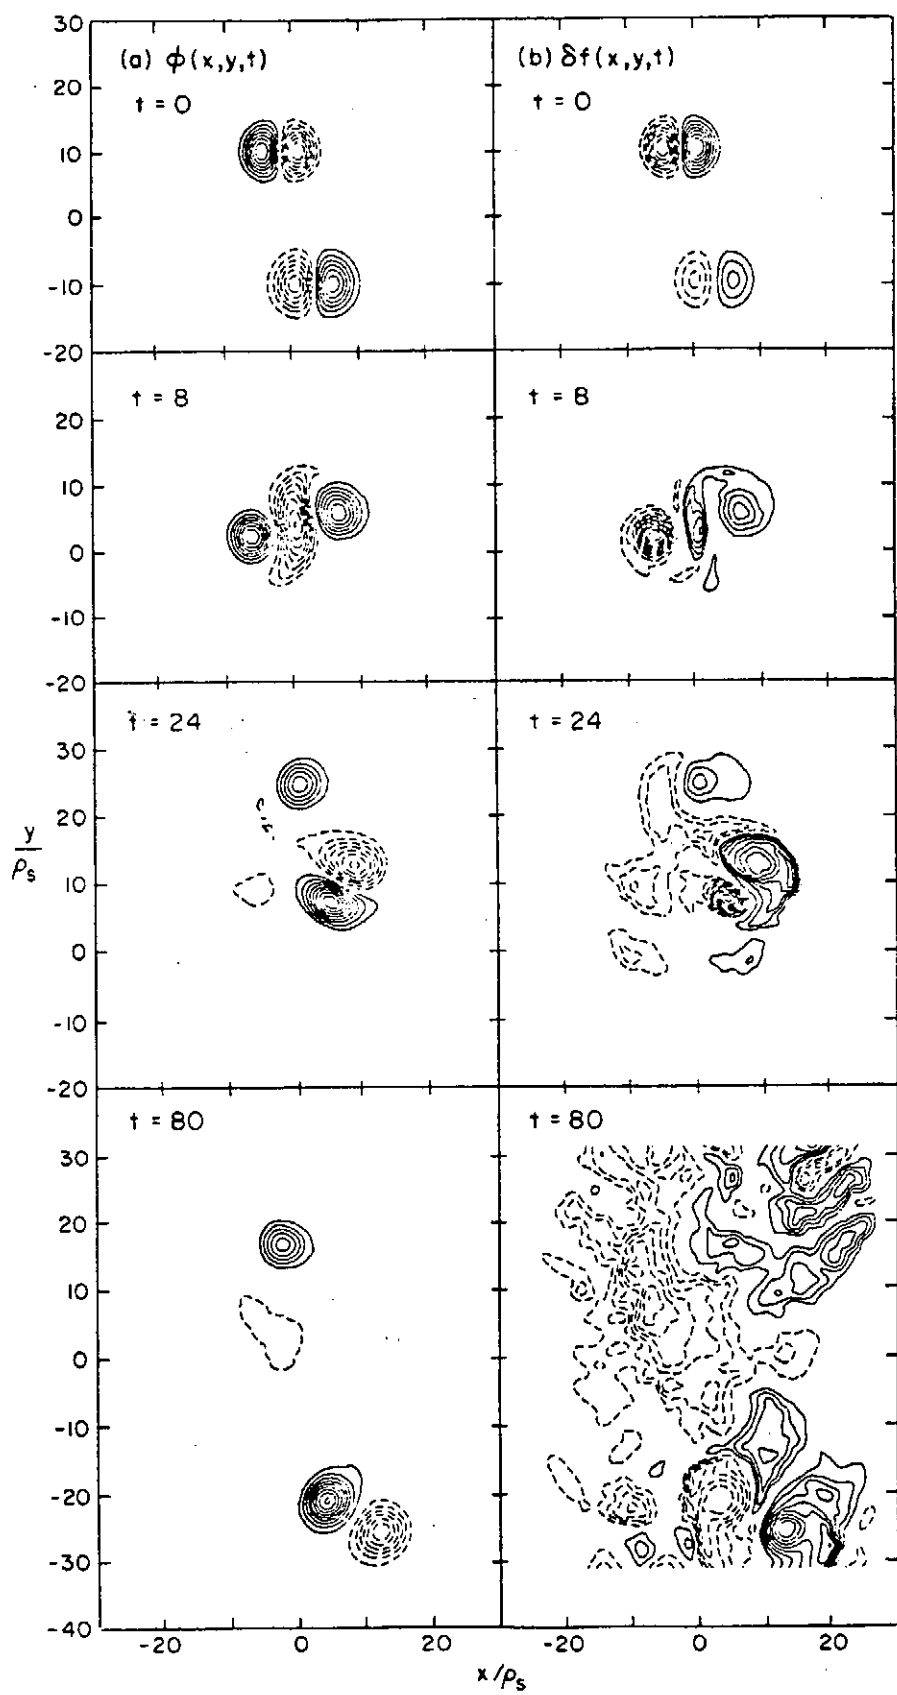 30
(a) ϕ(x,y,t)
(b) δf(x,y,t)
20
t = 0
t = 0
10
0
-10
-20
t = 8
t = 8
20
10
0
-10
-20
t = 24
t = 24
30
20
y/ρs
10
0
-10
-20
t = 80
t = 80
30
20
10
0
-10
-20
-30
-40
-20
0
20
-20
0
20
x/ρs